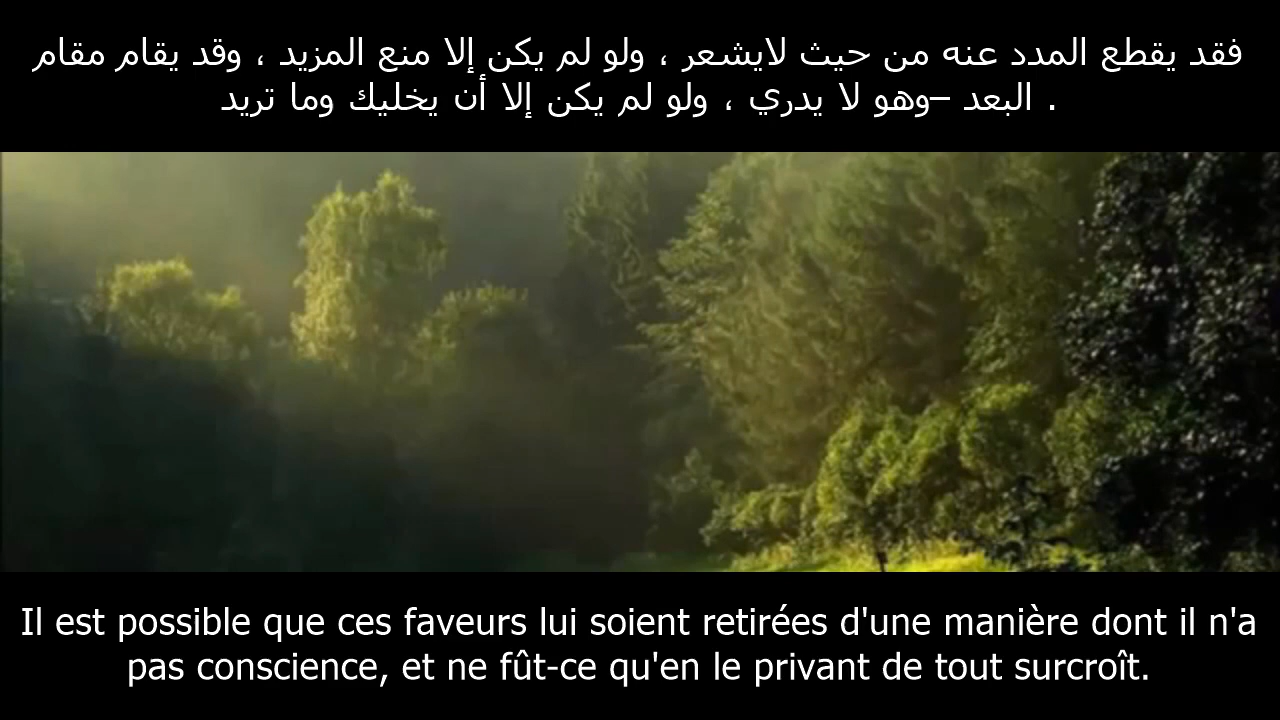 فقد يقطع المدد عنه من حيث لايشعر ، ولو لم يكن إلا منع المزيد ، وقد يقام مقام
البعد –وهو لا يدري ، ولو لم يكن إلا أن يخليك وما تريد .
Il est possible que ces faveurs lui soient retirées d'une manière dont il n'a
pas conscience, et ne fût-ce qu'en le privant de tout surcroît.